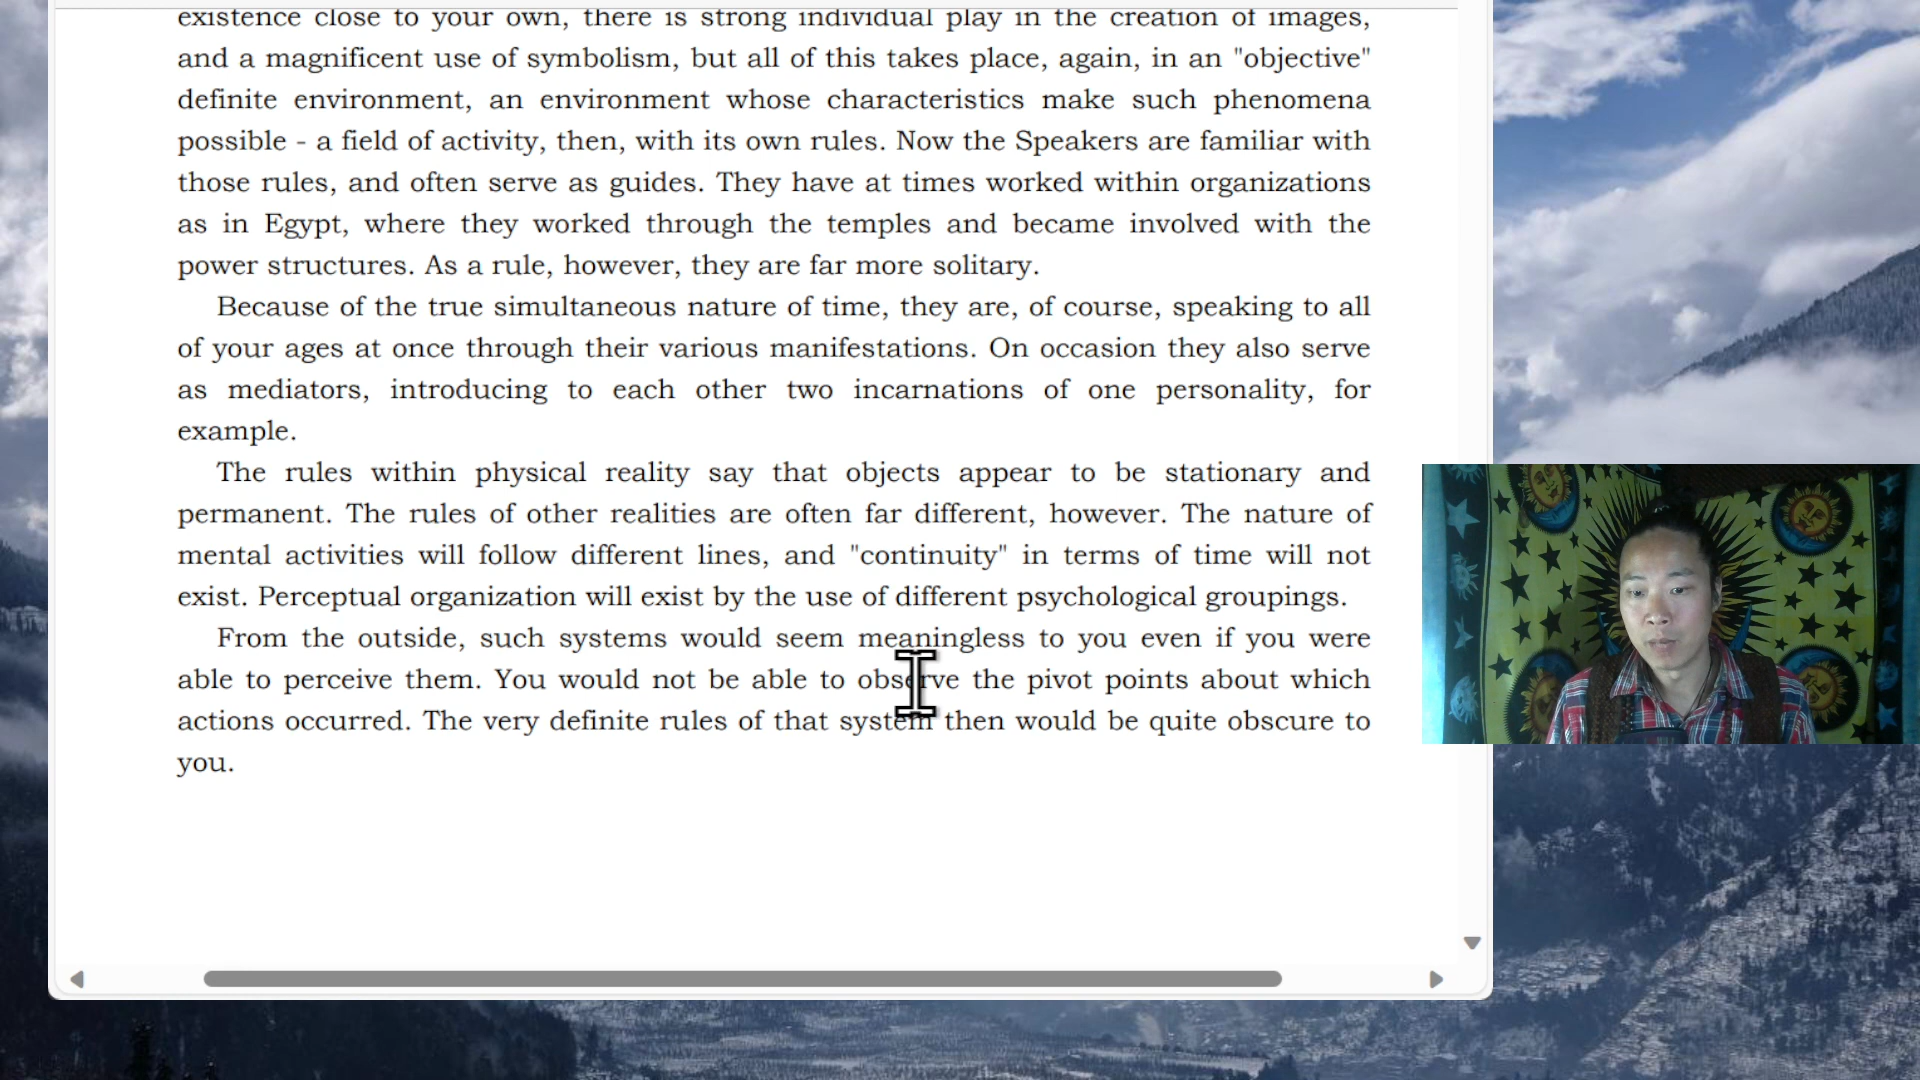 existence close to your own, there is strong individual play in the creation of images,
and a magnificent use of symbolism, but all of this takes place, again, in an "objective"
definite environment, an environment whose characteristics make such phenomena
possible - a field of activity, then, with its own rules. Now the Speakers are familiar with
those rules, and often serve as guides. They have at times worked within organizations
as in Egypt, where they worked through the temples and became involved with the
power structures. As a rule, however, they are far more solitary.
Because of the true simultaneous nature of time, they are, of course, speaking to all
of your ages at once through their various manifestations. On occasion they also serve
as mediators, introducing to each other two incarnations of one personality, for
example.
The rules within physical reality say that objects appear to be stationary and
permanent. The rules of other realities are often far different, however. The nature of
mental activities will follow different lines, and "continuity" in terms of time will not
exist. Perceptual organization will exist by the use of different psychological groupings.
From the outside, such systems would seem meaningless to you even if you were
able to perceive them. You would not be able to observe the pivot points about which
actions occurred. The very definite rules of that system then would be quite obscure to
you.